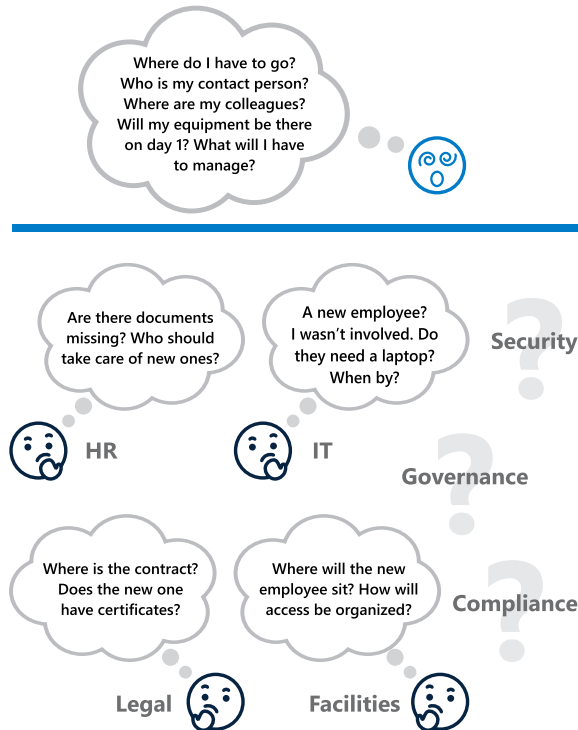 Where do I have to go?
Who is my contact person?
Where are my colleagues?
Will my equipment be there
on day 1? What will I have
to manage?
Are there documents
missing? Who should
take care of new ones?
HR
A new employee?
I wasn't involved. Do
they need a laptop?
When by?
IT
?
Security
?
Governance
Where is the contract?
Does the new one
have certificates?
Legal
Where will the new
employee sit? How will
access be organized?
Facilities
?
Compliance